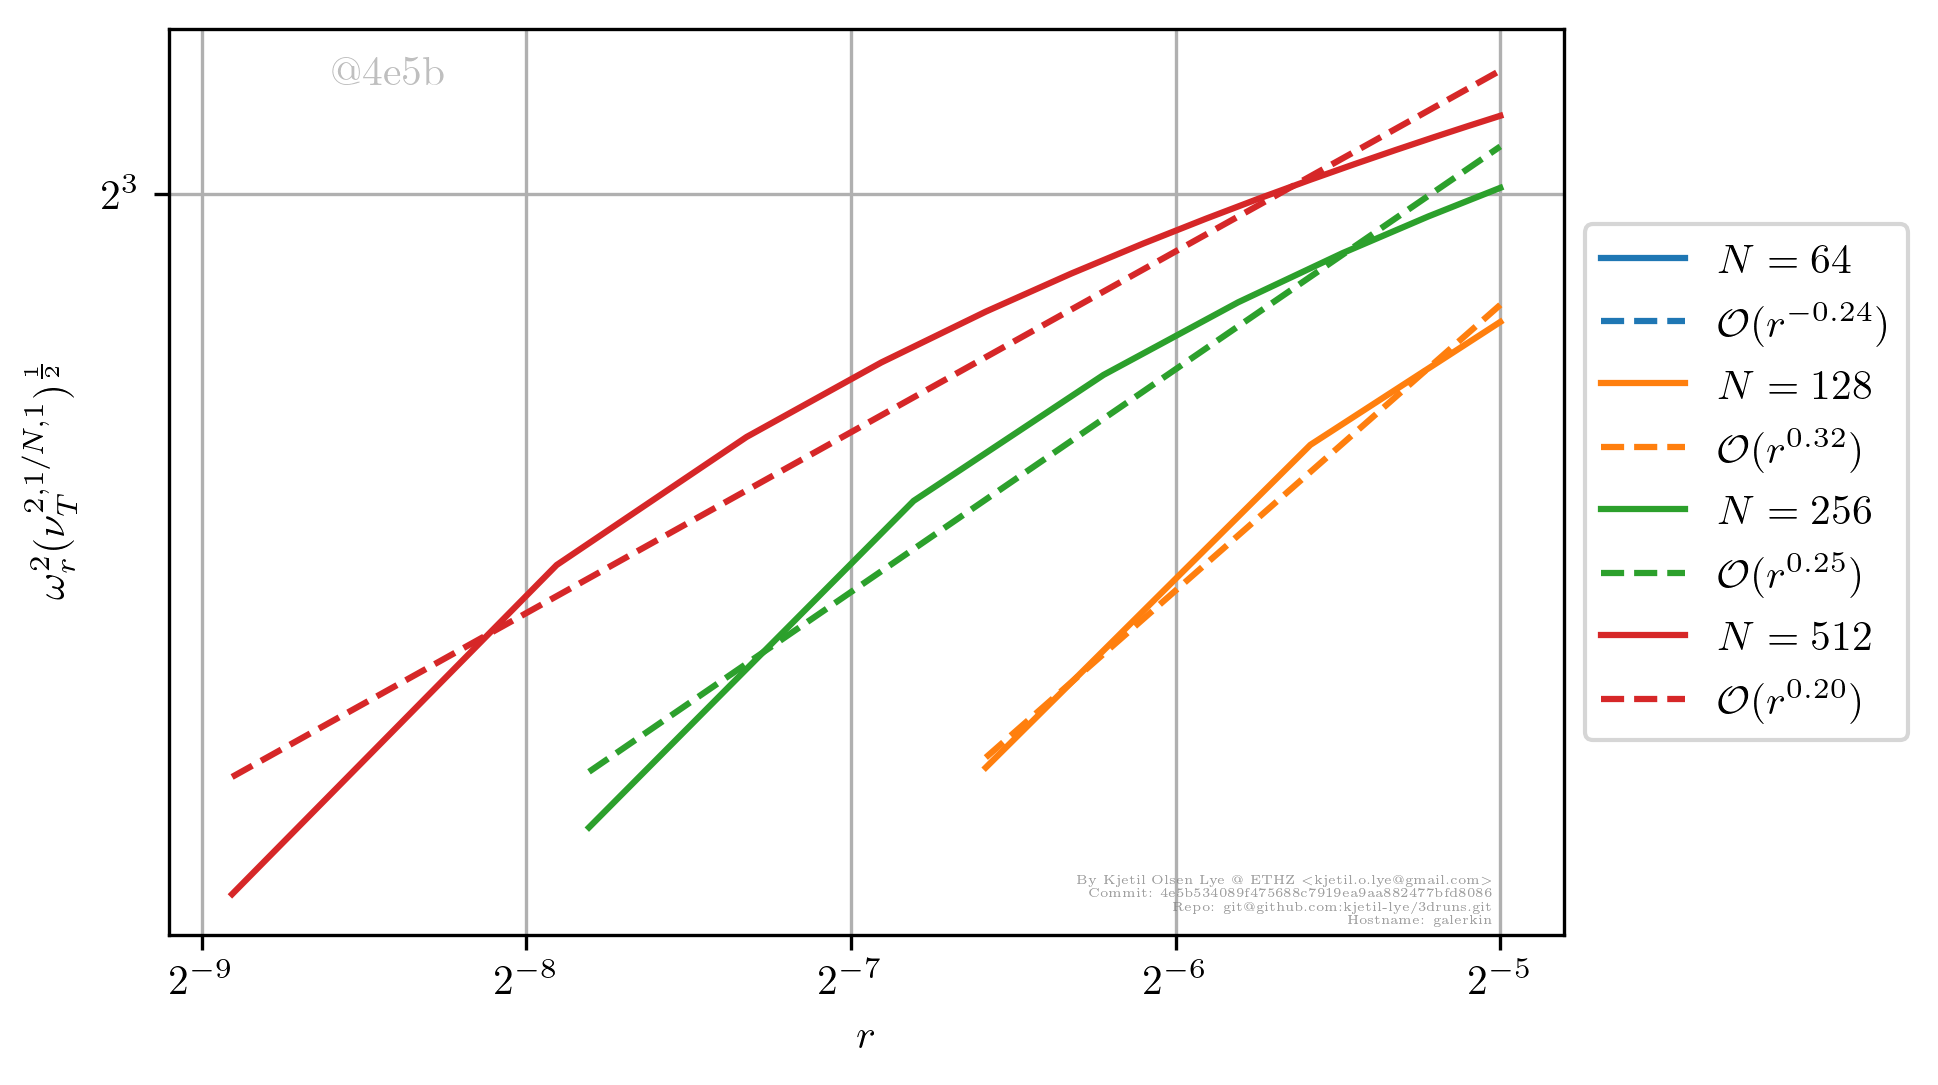 @4e5b
2^3
ω_r^2(ν_T^{2,1/N,1})^{1/2}
N = 64
𝒪(r^{-0.24})
N = 128
𝒪(r^{0.32})
N = 256
𝒪(r^{0.25})
N = 512
𝒪(r^{0.20})
By Kjetil Olsen Lye @ ETHZ <kjetil.o.lye@gmail.com>
Commit: 4e5b534089f475688c7919ea9aa882477bfd8086
Repo: git@github.com:kjetil-lye/3druns.git
Hostname: galerkin
2^{-9} 2^{-8} 2^{-7} 2^{-6} 2^{-5}
r